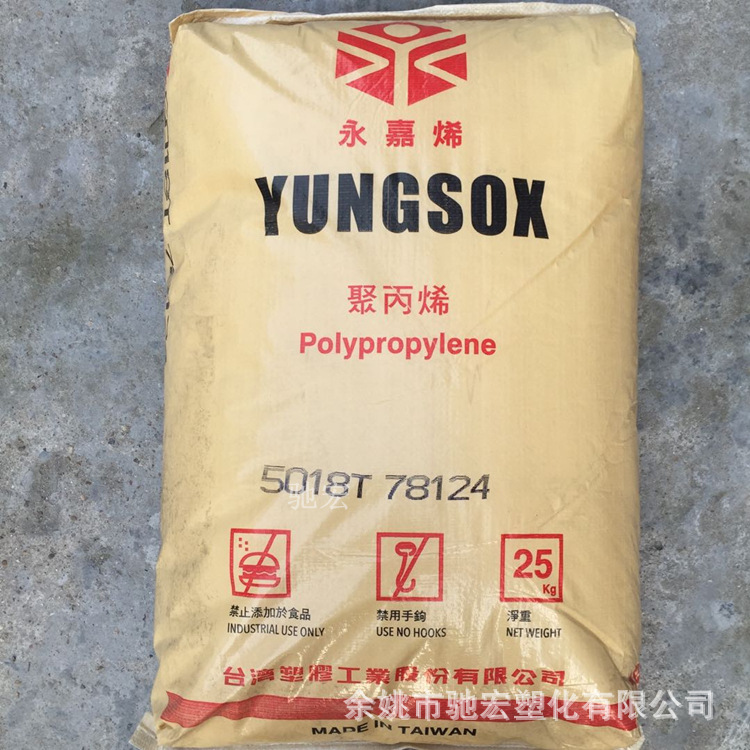 永嘉烯
YUNGSOX
聚丙烯
Polypropylene
5018T 78124
驰宏
25
Kg
禁止添加於食品
INDUSTRIAL USE ONLY
禁用手鉤
USE NO HOOKS
淨重
NET WEIGHT
台灣塑膠工業股份有限公司
余姚市驰宏塑化有限公司
MADE IN TAIWAN